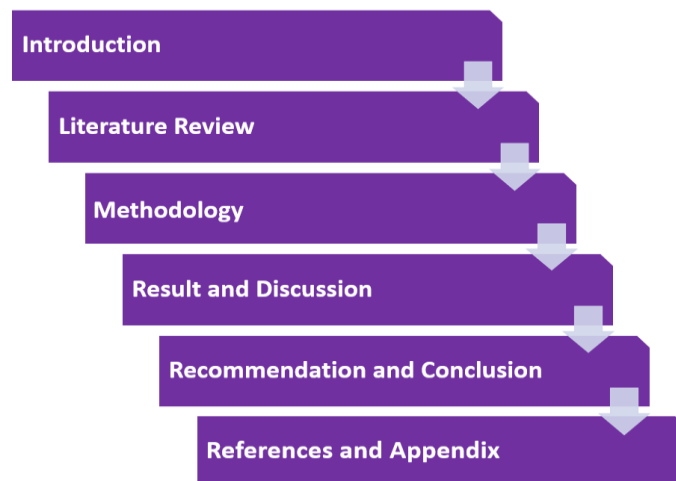 Introduction
Literature Review
Methodology
Result and Discussion
Recommendation and Conclusion
References and Appendix